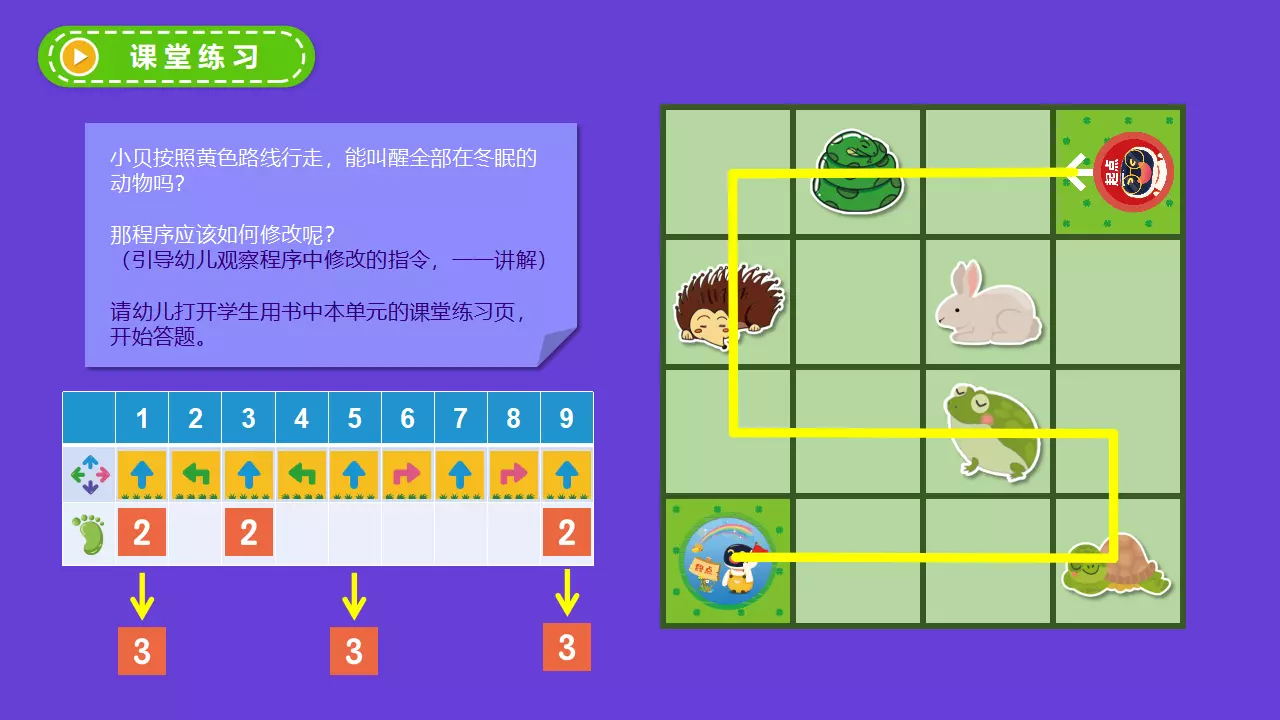 课堂练习
小贝按照黄色路线行走，能叫醒全部在冬眠的
动物吗？
那程序应该如何修改呢？
（引导幼儿观察程序中修改的指令，——讲解）
请幼儿打开学生用书中本单元的课堂练习页，
开始答题。
1 2 3 4 5 6 7 8 9
2 2 2
3 3 3
起点
终点